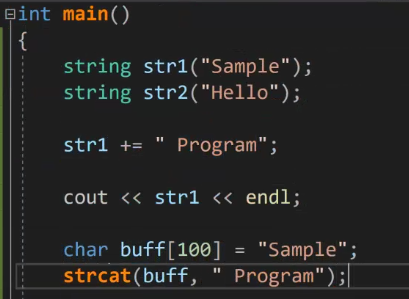 int main()
{
string str1("Sample");
string str2("Hello");
str1 += " Program";
cout << str1 << endl;
char buff[100] = "Sample";
strcat(buff, " Program");